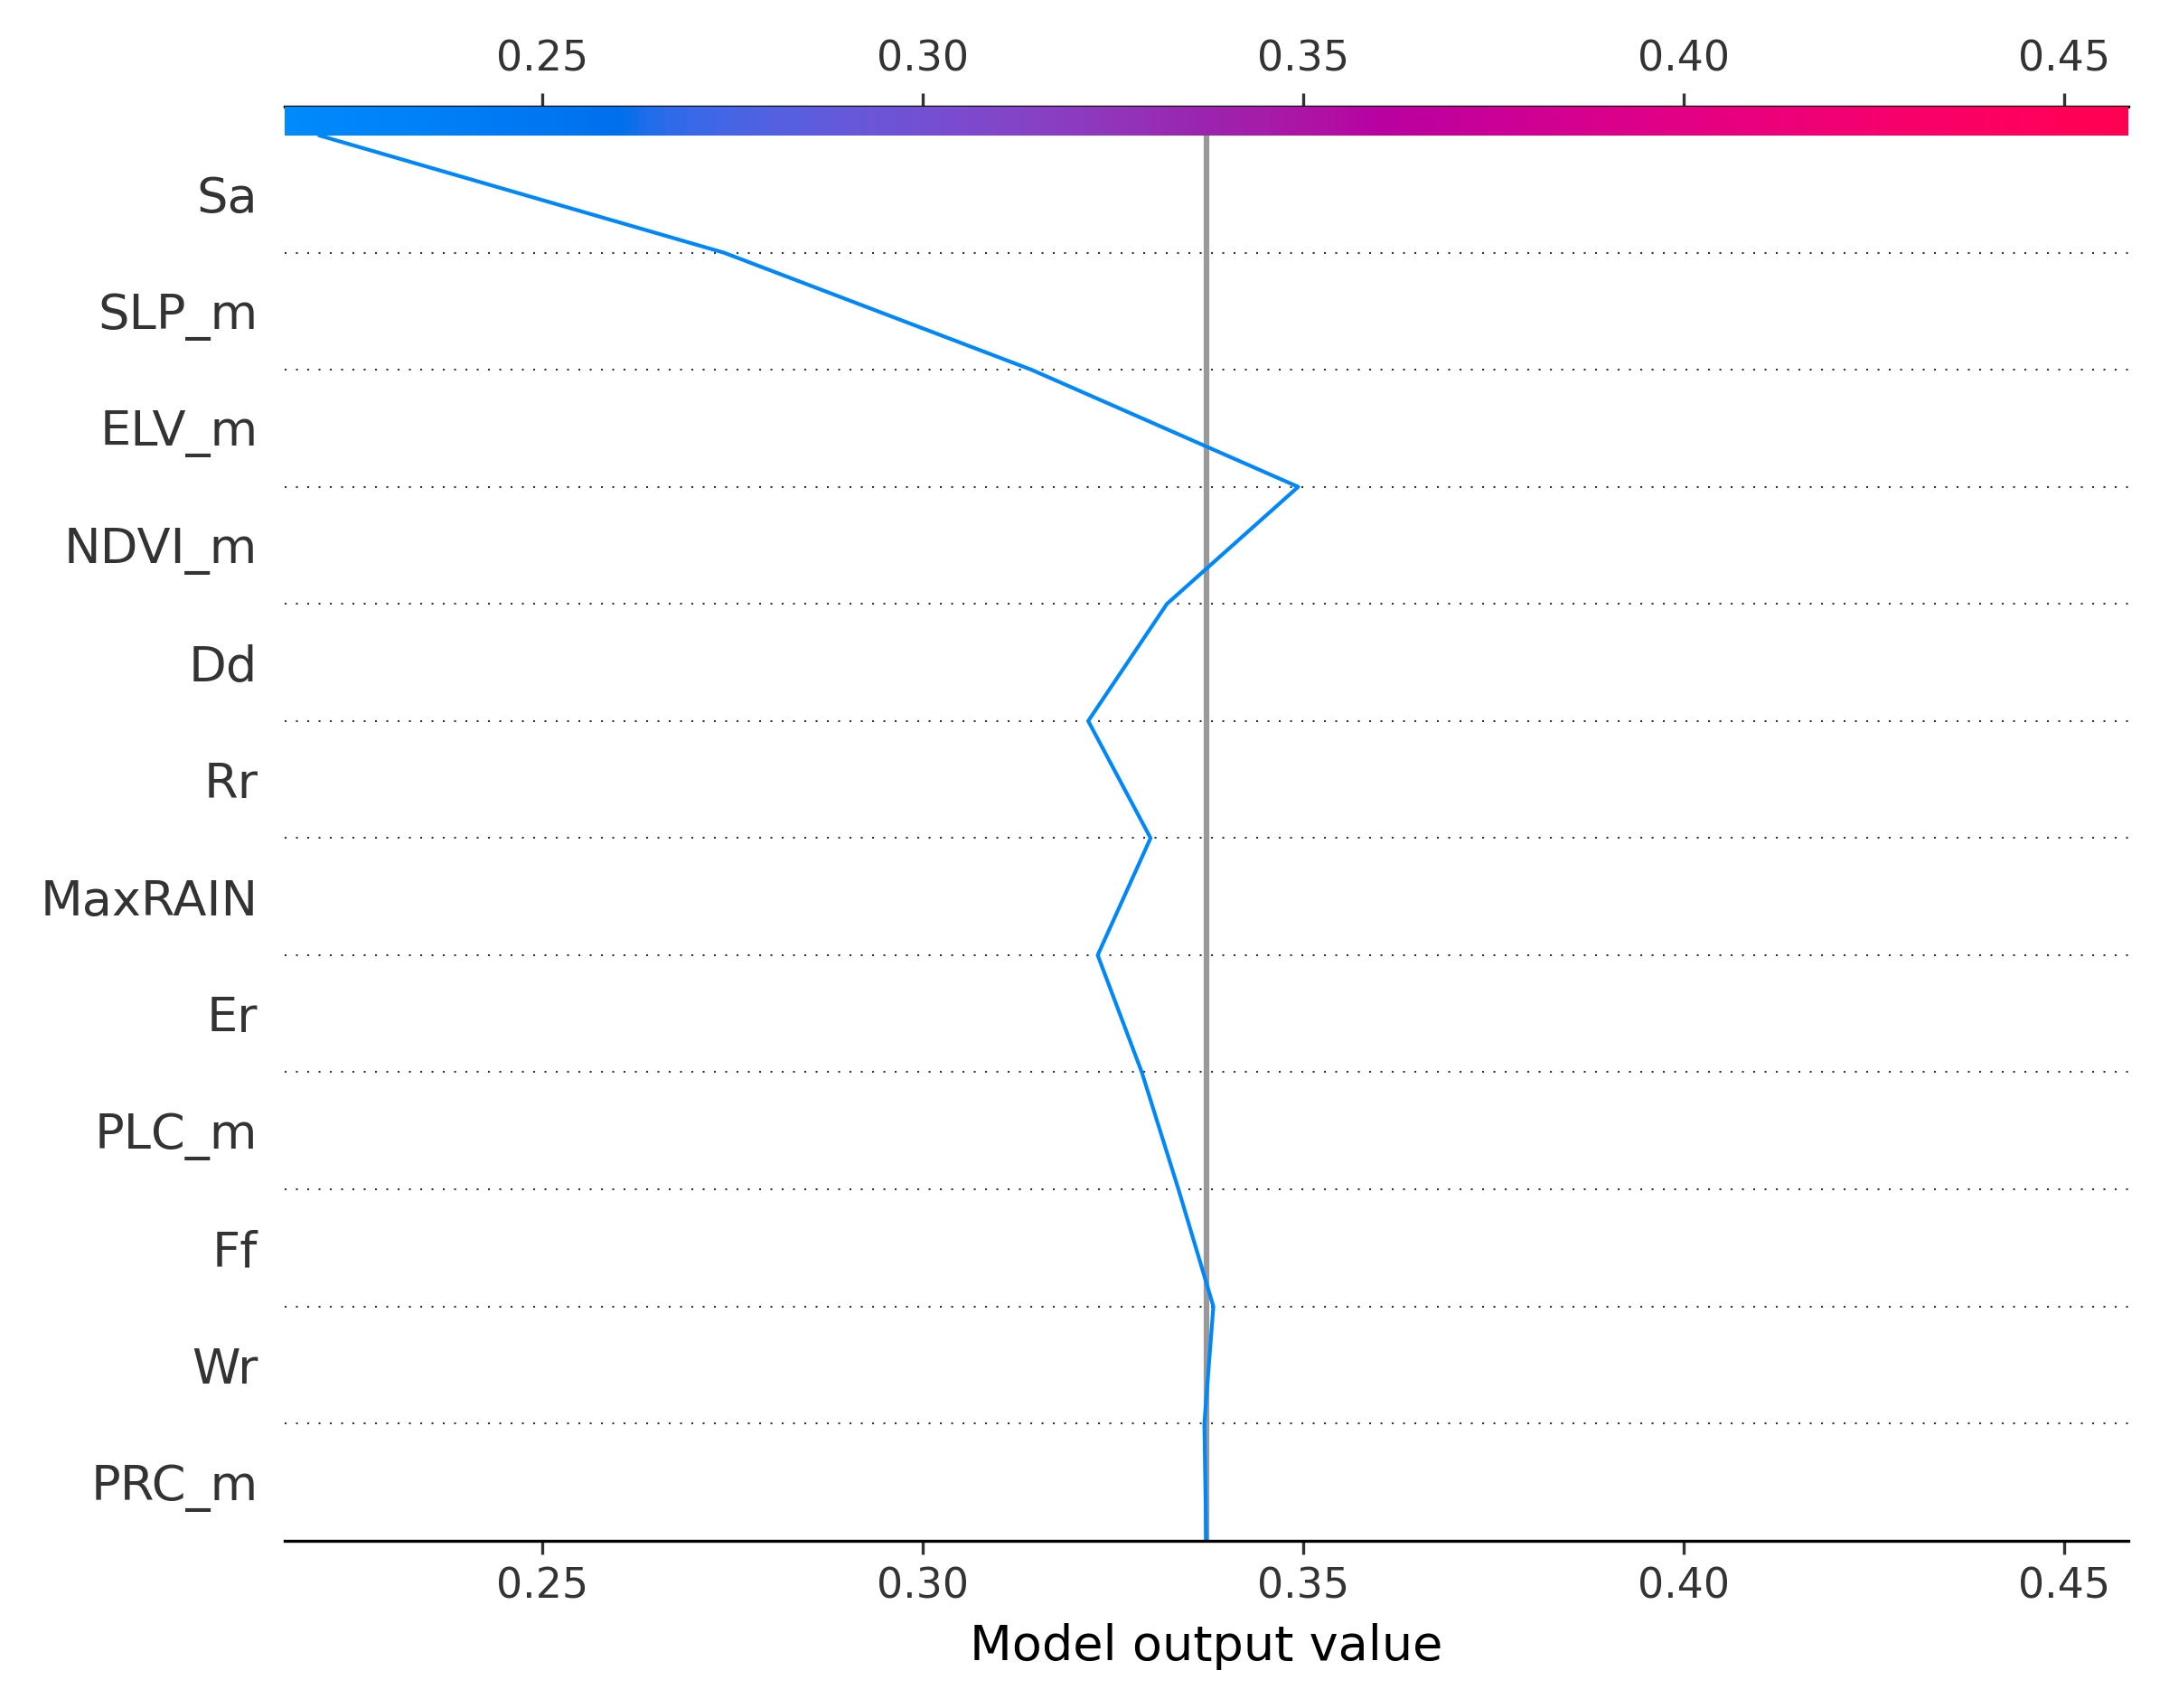 0.25 0.30 0.35 0.40 0.45
Sa
SLP_m
ELV_m
NDVI_m
Dd
Rr
MaxRAIN
Er
PLC_m
Ff
Wr
PRC_m
0.25 0.30 0.35 0.40 0.45
Model output value